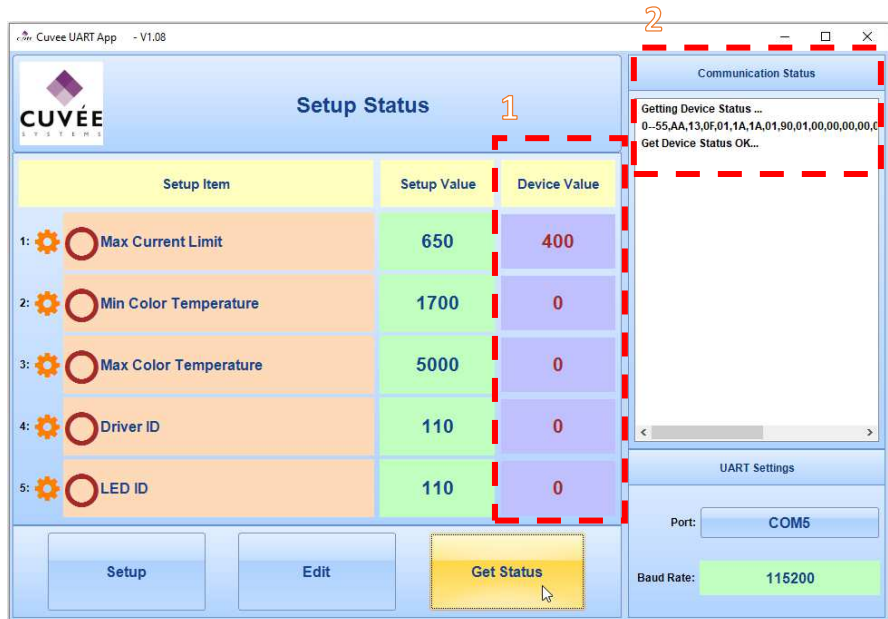 2
Cuvee UART App - V1.08
CUVÉE
SYSTEMS
Setup Status
1
Communication Status
Getting Device Status ...
0--55,AA,13,0F,01,1A,1A,01,90,01,00,00,00,00,
Get Device Status OK...
Setup Item Setup Value Device Value
1: Max Current Limit 650 400
2: Min Color Temperature 1700 0
3: Max Color Temperature 5000 0
4: Driver ID 110 0
5: LED ID 110 0
UART Settings
Port: COM5
Baud Rate: 115200
Setup Edit Get Status